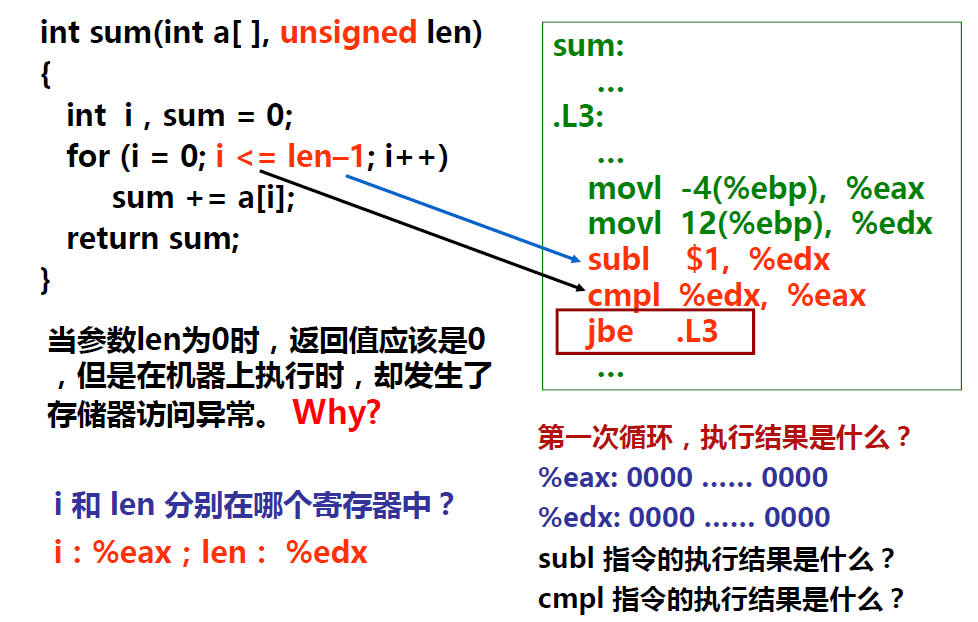 int sum(int a[ ], unsigned len)
{
int i , sum = 0;
for (i = 0; i <= len–1; i++)
sum += a[i];
return sum;
}
sum:
...
.L3:
...
movl -4(%ebp), %eax
movl 12(%ebp), %edx
subl $1, %edx
cmpl %edx, %eax
jbe .L3
...
当参数len为0时，返回值应该是0
，但是在机器上执行时，却发生了
存储器访问异常。 Why?
i 和 len 分别在哪个寄存器中？
i：%eax；len： %edx
第一次循环，执行结果是什么？
%eax: 0000 …… 0000
%edx: 0000 …… 0000
subl 指令的执行结果是什么？
cmpl 指令的执行结果是什么？